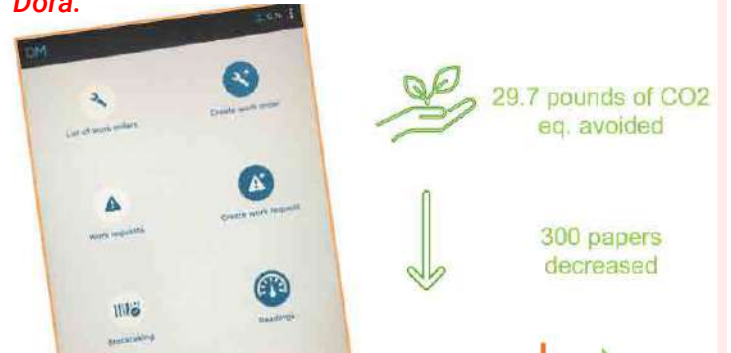 Dora.
DM
List of work orders
Create work order
Work requests
Create work request
Stocktaking
Readings
29.7 pounds of CO2
eq. avoided
300 papers
decreased